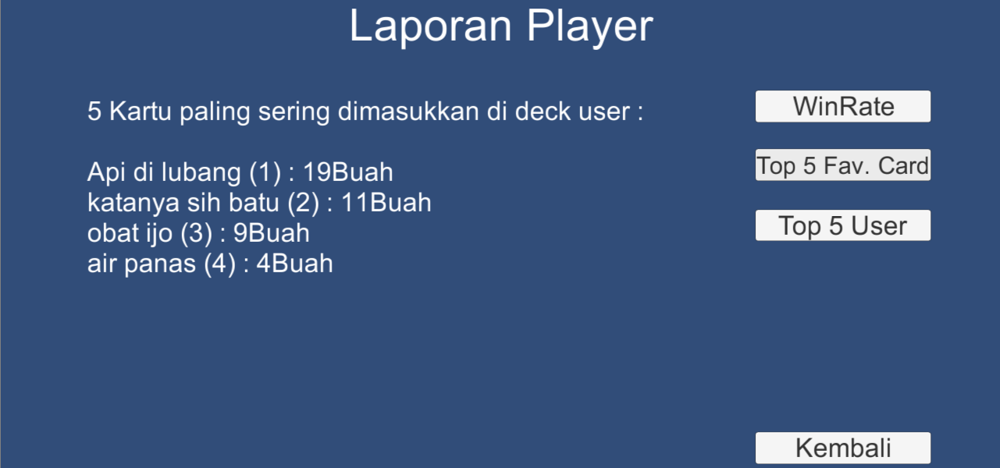 Laporan Player
5 Kartu paling sering dimasukkan di deck user :
Api di lubang (1) : 19Buah
katanya sih batu (2) : 11Buah
obat ijo (3) : 9Buah
air panas (4) : 4Buah
WinRate
Top 5 Fav. Card
Top 5 User
Kembali